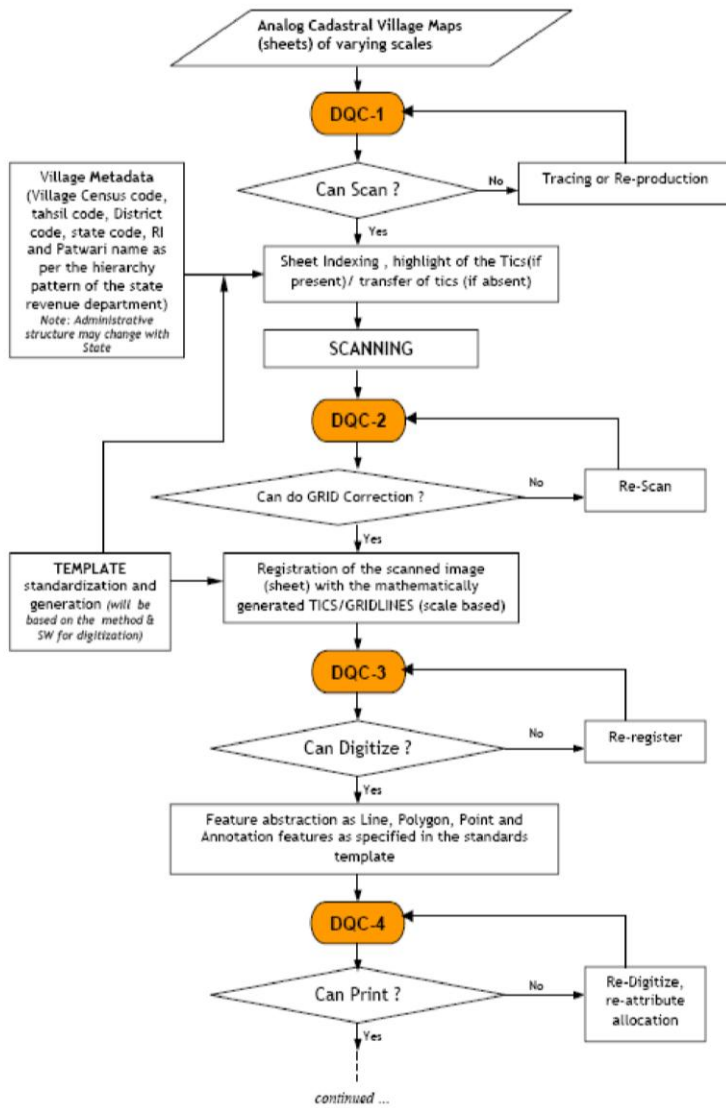 Analog Cadastral Village Maps
(sheets) of varying scales
DQC-1
Can Scan ?
No
Tracing or Re-production
Yes
Village Metadata
(Village Census code,
tahsil code, District
code, state code, RI
and Patwari name as
per the hierarchy
pattern of the state
revenue department)
Note: Administrative
structure may change with
State
Sheet Indexing , highlight of the Tics(if
present)/ transfer of tics (if absent)
SCANNING
DQC-2
Can do GRID Correction ?
No
Re-Scan
Yes
TEMPLATE
standardization and
generation (will be
based on the method &
SW for digitization)
Registration of the scanned image
(sheet) with the mathematically
generated TICS/GRIDLINES (scale based)
DQC-3
Can Digitize ?
No
Re-register
Yes
Feature abstraction as Line, Polygon, Point and
Annotation features as specified in the standards
template
DQC-4
Can Print ?
No
Re-Digitize,
re-attribute
allocation
Yes
continued ...